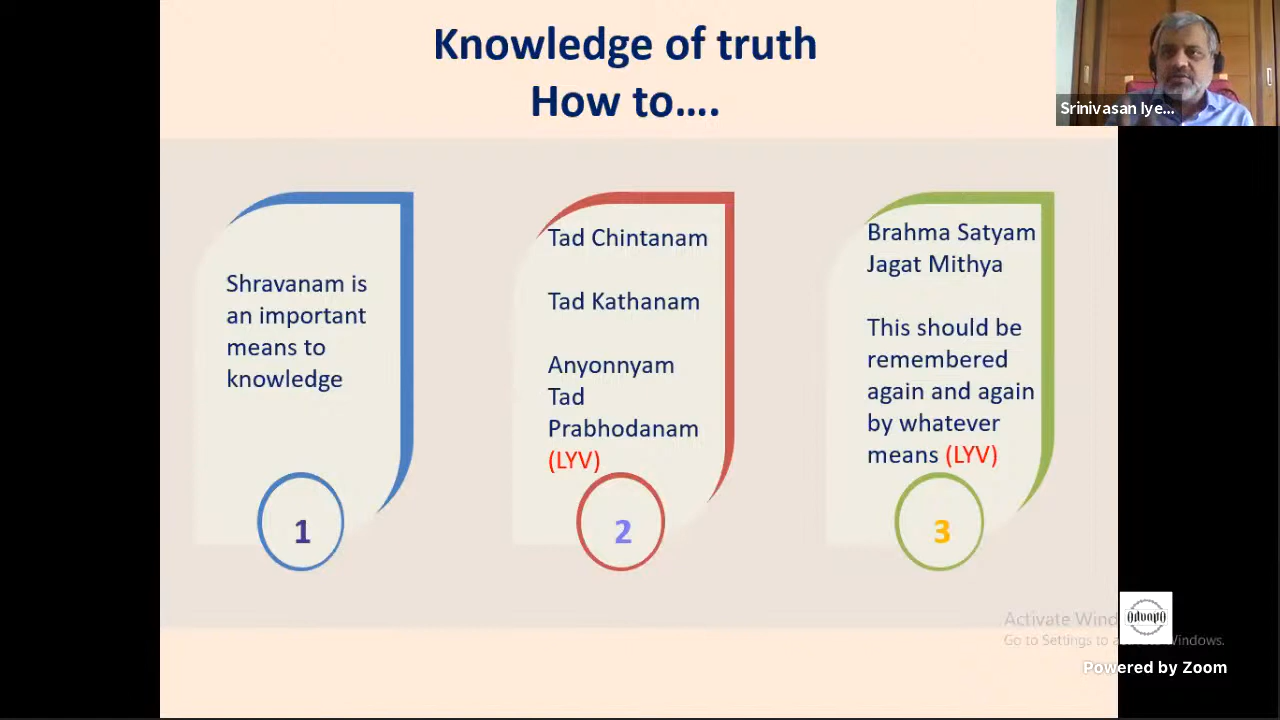 Knowledge of truth
How to....
Srinivasan Iye...
Shravanam is
an important
means to
knowledge
1
Tad Chintanam
Tad Kathanam
Anyonnyam
Tad
Prabhodanam
(LYV)
2
Brahma Satyam
Jagat Mithya
This should be
remembered
again and again
by whatever
means (LYV)
3
Activate Wind
Go to Settings to a Windows.
Powered by Zoom